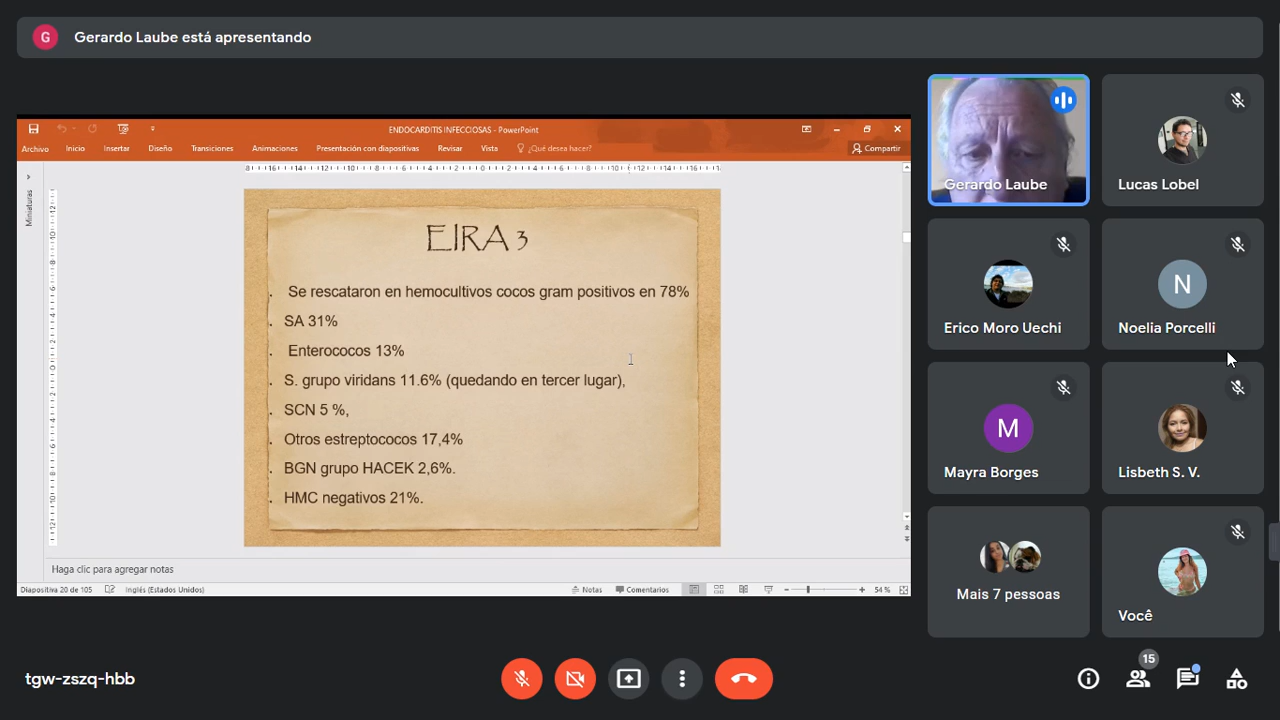 G Gerardo Laube está apresentando
ENDOCARDITIS INFECCIOSAS - PowerPoint
Archivo Inicio Insertar Diseño Transiciones Animaciones Presentación con diapositivas Revisar Vista ¿Qué desea hacer? Compartir
Miniaturas
EIRA 3
. Se rescataron en hemocultivos cocos gram positivos en 78%
. SA 31%
. Enterococos 13%
. S. grupo viridans 11.6% (quedando en tercer lugar),
. SCN 5 %,
. Otros estreptococos 17,4%
. BGN grupo HACEK 2,6%.
. HMC negativos 21%.
Haga clic para agregar notas
Diapositiva 20 de 105 Inglés (Estados Unidos) Notas Comentarios 54 %
Gerardo Laube
Lucas Lobel
Erico Moro Uechi
N
Noelia Porcelli
M
Mayra Borges
Lisbeth S. V.
Mais 7 pessoas
Você
tgw-zszq-hbb
15